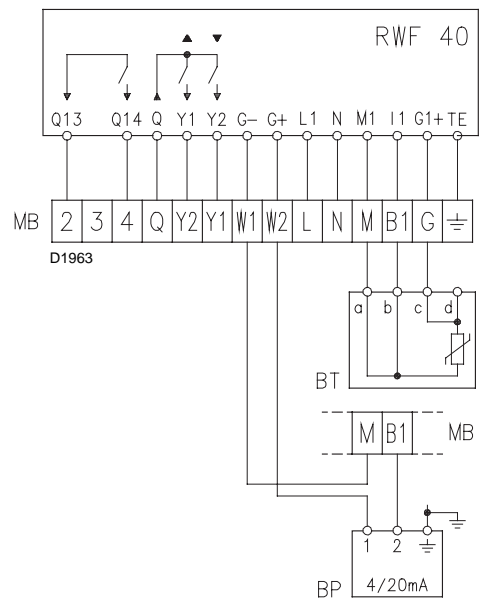 RWF 40
Q13 Q14 Q Y1 Y2 G- G+ L1 N M1 I1 G1+ TE
MB 2 3 4 Q Y2 Y1 W1 W2 L N M B1 G
D1963
a b c d
BT
M B1 MB
1 2
BP 4/20mA